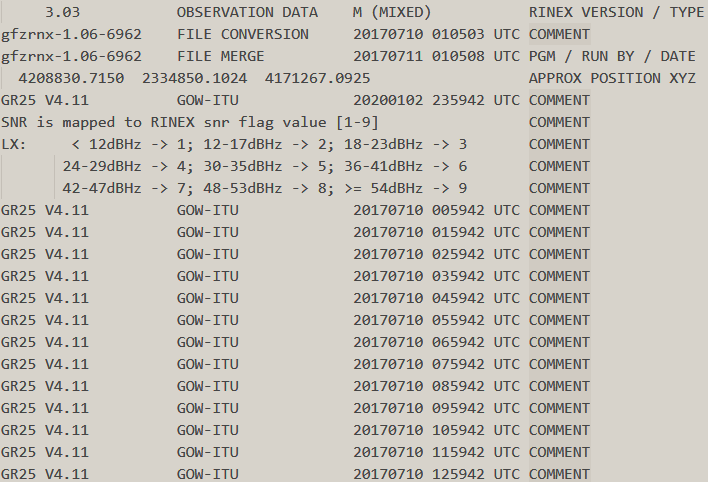 3.03 OBSERVATION DATA M (MIXED) RINEX VERSION / TYPE
gfzrnx-1.06-6962 FILE CONVERSION 20170710 010503 UTC COMMENT
gfzrnx-1.06-6962 FILE MERGE 20170711 010508 UTC PGM / RUN BY / DATE
4208830.7150 2334850.1024 4171267.0925 APPROX POSITION XYZ
GR25 V4.11 GOW-ITU 20200102 235942 UTC COMMENT
SNR is mapped to RINEX snr flag value [1-9] COMMENT
LX: < 12dBHz -> 1; 12-17dBHz -> 2; 18-23dBHz -> 3 COMMENT
24-29dBHz -> 4; 30-35dBHz -> 5; 36-41dBHz -> 6 COMMENT
42-47dBHz -> 7; 48-53dBHz -> 8; >= 54dBHz -> 9 COMMENT
GR25 V4.11 GOW-ITU 20170710 005942 UTC COMMENT
GR25 V4.11 GOW-ITU 20170710 015942 UTC COMMENT
GR25 V4.11 GOW-ITU 20170710 025942 UTC COMMENT
GR25 V4.11 GOW-ITU 20170710 035942 UTC COMMENT
GR25 V4.11 GOW-ITU 20170710 045942 UTC COMMENT
GR25 V4.11 GOW-ITU 20170710 055942 UTC COMMENT
GR25 V4.11 GOW-ITU 20170710 065942 UTC COMMENT
GR25 V4.11 GOW-ITU 20170710 075942 UTC COMMENT
GR25 V4.11 GOW-ITU 20170710 085942 UTC COMMENT
GR25 V4.11 GOW-ITU 20170710 095942 UTC COMMENT
GR25 V4.11 GOW-ITU 20170710 105942 UTC COMMENT
GR25 V4.11 GOW-ITU 20170710 115942 UTC COMMENT
GR25 V4.11 GOW-ITU 20170710 125942 UTC COMMENT